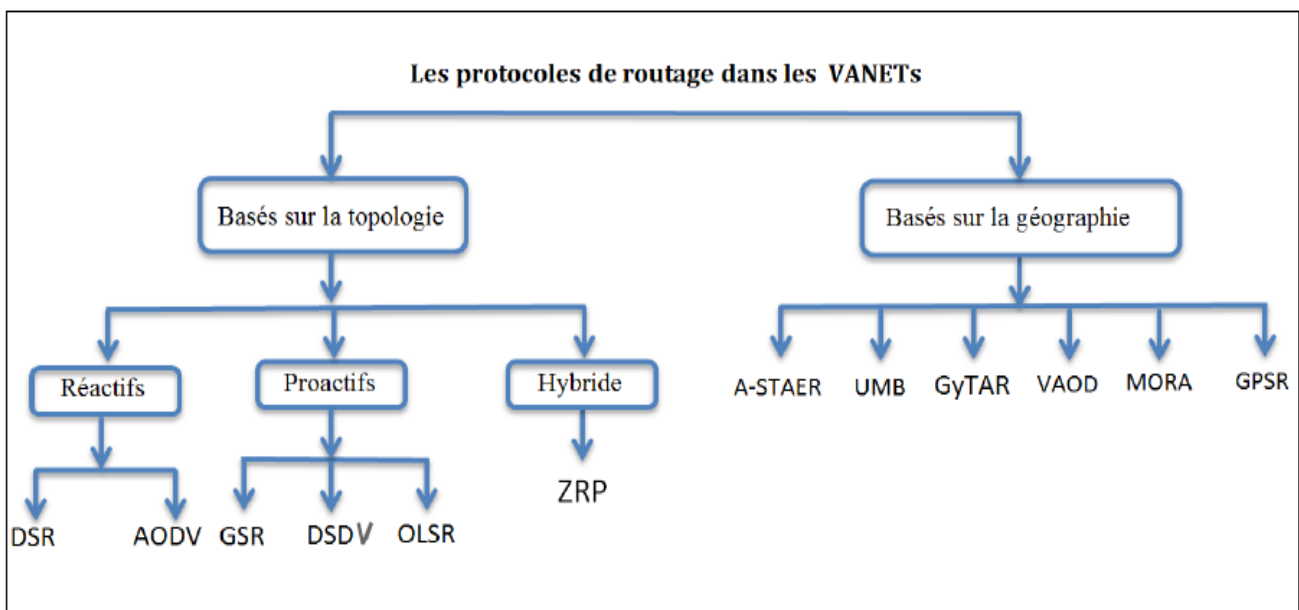 Les protocoles de routage dans les VANETs
Basés sur la topologie
Basés sur la géographie
Réactifs
Proactifs
Hybride
A-STAER
UMB
GyTAR
VAOD
MORA
GPSR
DSR
AODV
GSR
DSDV
OLSR
ZRP